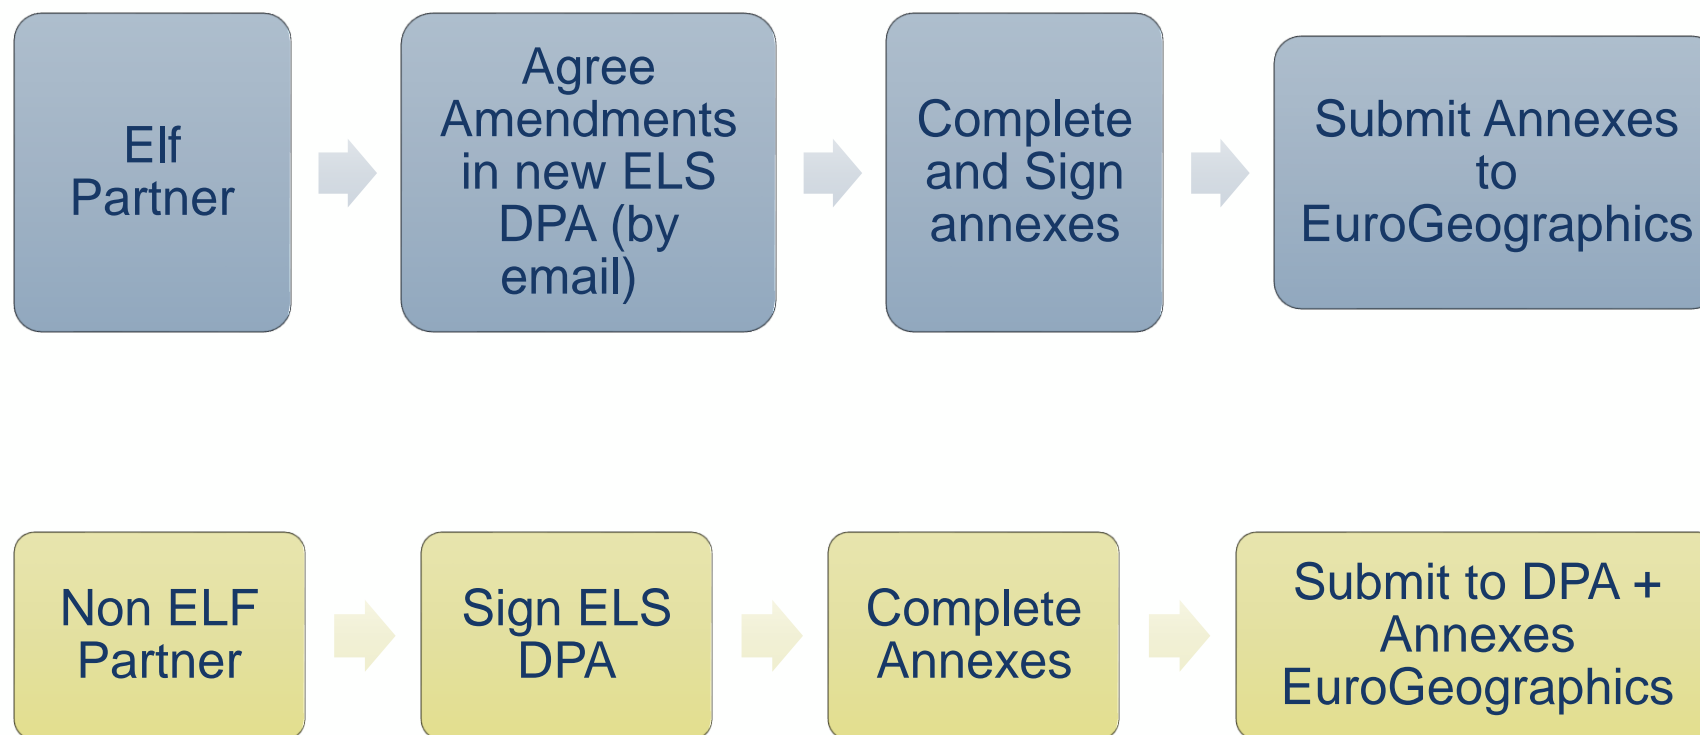 Elf
Partner
Agree
Amendments
in new ELS
DPA (by
email)
Complete
and Sign
annexes
Submit Annexes
to
EuroGeographics
Non ELF
Partner
Sign ELS
DPA
Complete
Annexes
Submit to DPA +
Annexes
EuroGeographics